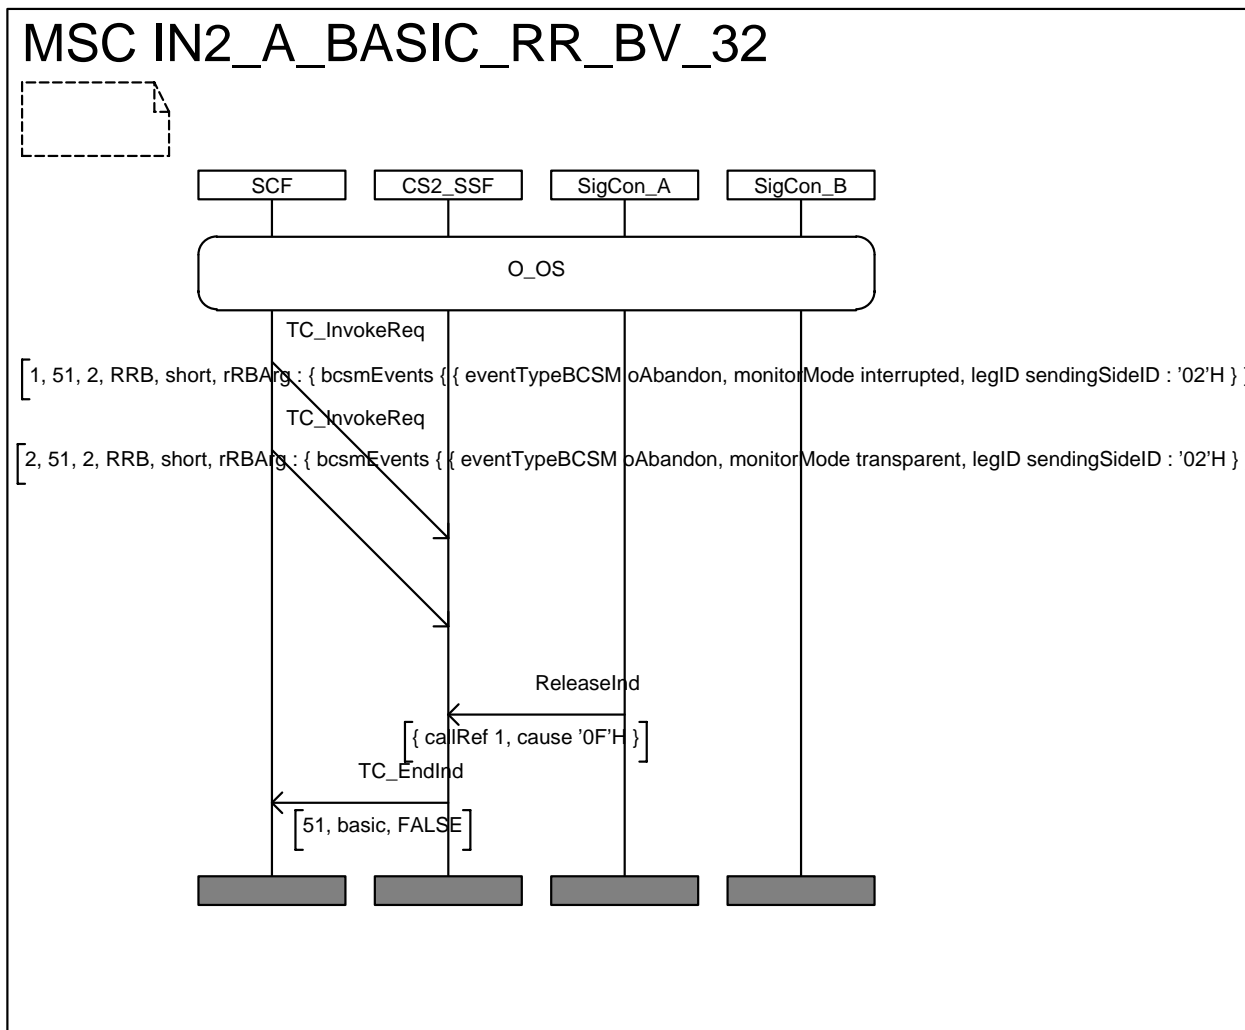 MSC IN2_A_BASIC_RR_BV_32
SCF CS2_SSF SigCon_A SigCon_B
O_OS
TC_InvokeReq
1, 51, 2, RRB, short, rRBArg : { bcsmEvents { { eventTypeBCSM oAbandon, monitorMode interrupted, legID sendingSideID : '02'H } }
TC_InvokeReq
2, 51, 2, RRB, short, rRBArg : { bcsmEvents { { eventTypeBCSM oAbandon, monitorMode transparent, legID sendingSideID : '02'H }
ReleaseInd
{ callRef 1, cause '0F'H }
TC_EndInd
51, basic, FALSE